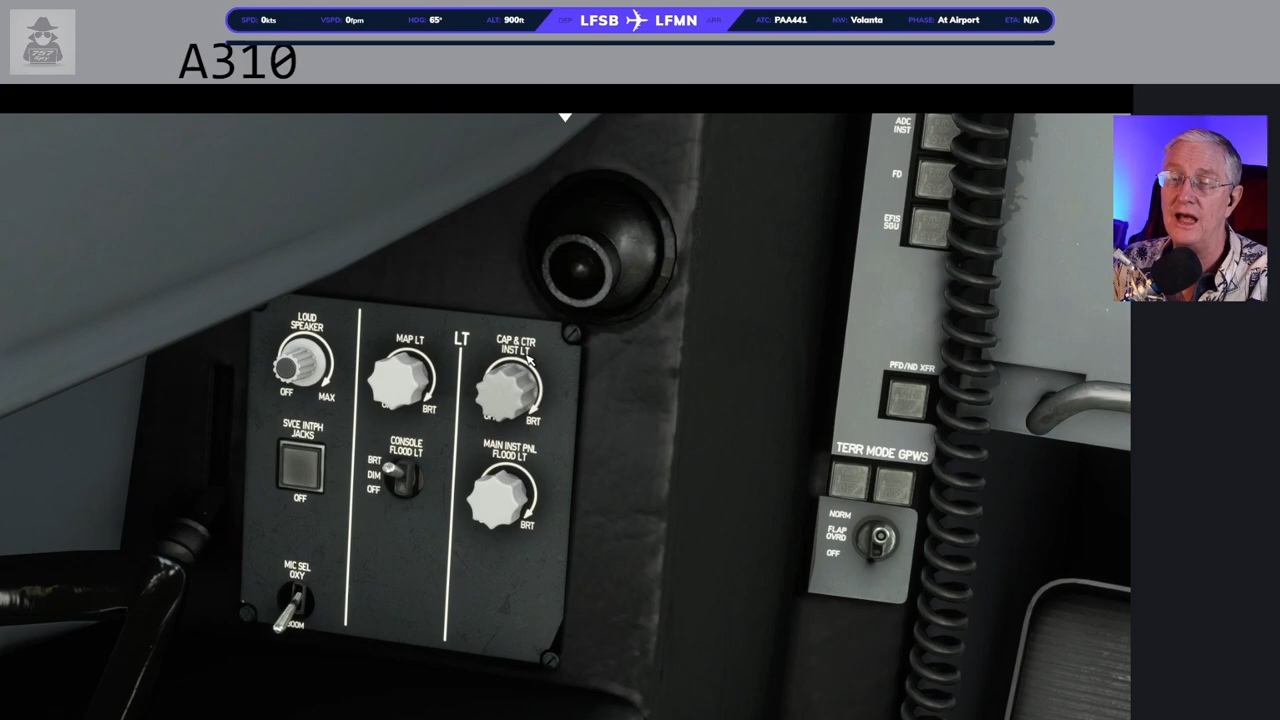 SPD: 0kts VSPD: 0fpm HDG: 65° ALT: 900ft DEP LFSB LFMN ARR ATC: PAA441 NW: Volanta PHASE: At Airport ETA: N/A
757
A310
ADC
INST
FD
EFIS
SGU
LOUD
SPEAKER
OFF MAX
MAP LT
BRT
LT
CAP & CTR
INST LT
BRT
SVCE INTPH
JACKS
OFF
CONSOLE
FLOOD LT
BRT
DIM
OFF
MAIN INST PNL
FLOOD LT
BRT
MIC SEL
OXY
PFD/ND XFR
TERR MODE GPWS
NORM
FLAP
OVRD
OFF